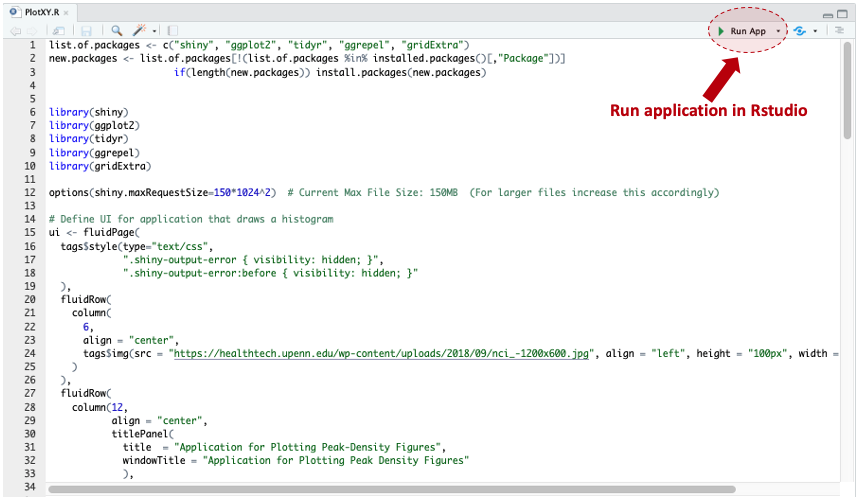 PlotXY.R
Run App
1 list.of.packages <- c("shiny", "ggplot2", "tidyr", "ggrepel", "gridExtra")
2 new.packages <- list.of.packages[!(list.of.packages %in% installed.packages()[,"Package"])]
3 if(length(new.packages)) install.packages(new.packages)
4
5
Run application in Rstudio
6 library(shiny)
7 library(ggplot2)
8 library(tidyr)
9 library(ggrepel)
10 library(gridExtra)
11
12 options(shiny.maxRequestSize=150*1024^2)  # Current Max File Size: 150MB  (For larger files increase this accordingly)
13
14 # Define UI for application that draws a histogram
15 ui <- fluidPage(
16   tags$style(type="text/css",
17              ".shiny-output-error { visibility: hidden; }",
18              ".shiny-output-error:before { visibility: hidden; }"
19   ),
20   fluidRow(
21     column(
22       6,
23       align = "center",
24       tags$img(src = "https://healthtech.upenn.edu/wp-content/uploads/2018/09/nci_-1200x600.jpg", align = "left", height = "100px", width =
25     )
26   ),
27   fluidRow(
28     column(12,
29            align = "center",
30            titlePanel(
31              title  = "Application for Plotting Peak-Density Figures",
32              windowTitle = "Application for Plotting Peak Density Figures"
33              ),
34